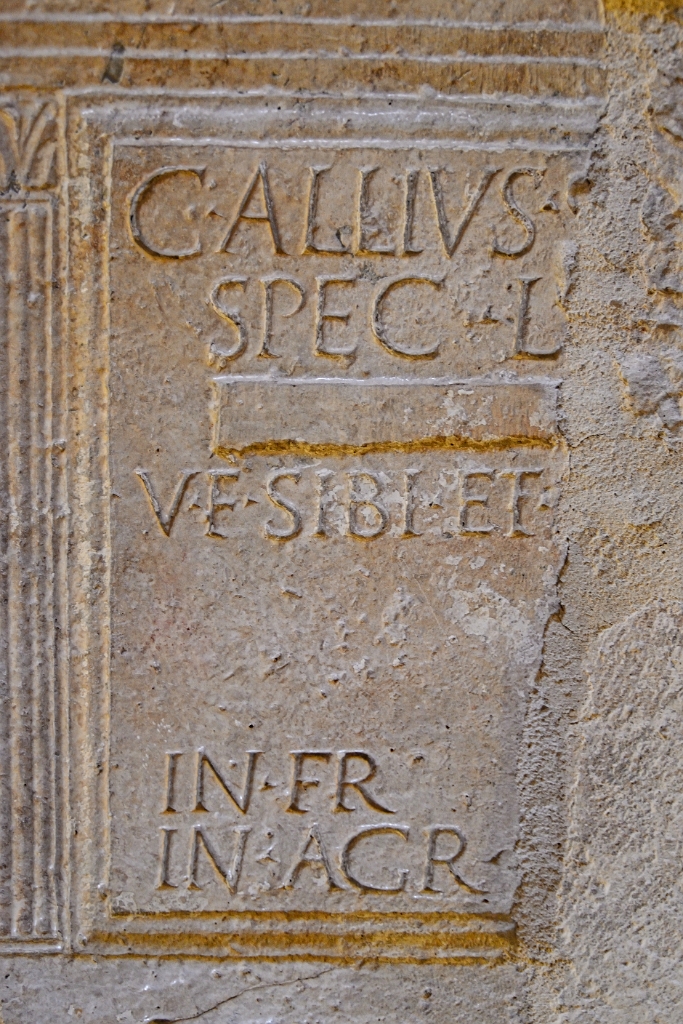 C·ALLIVS·
SPEC·L
V·F·SIBI·ET·
IN·FR
IN·AGR·